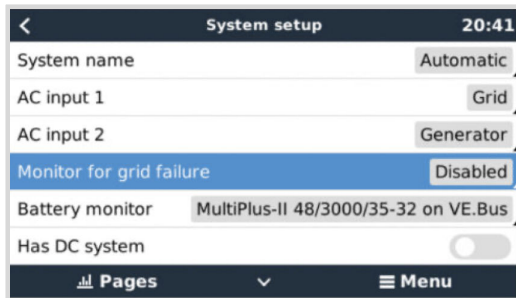 System setup 20:41
System name Automatic
AC input 1 Grid
AC input 2 Generator
Monitor for grid failure Disabled
Battery monitor MultiPlus-II 48/3000/35-32 on VE.Bus
Has DC system
Pages Menu